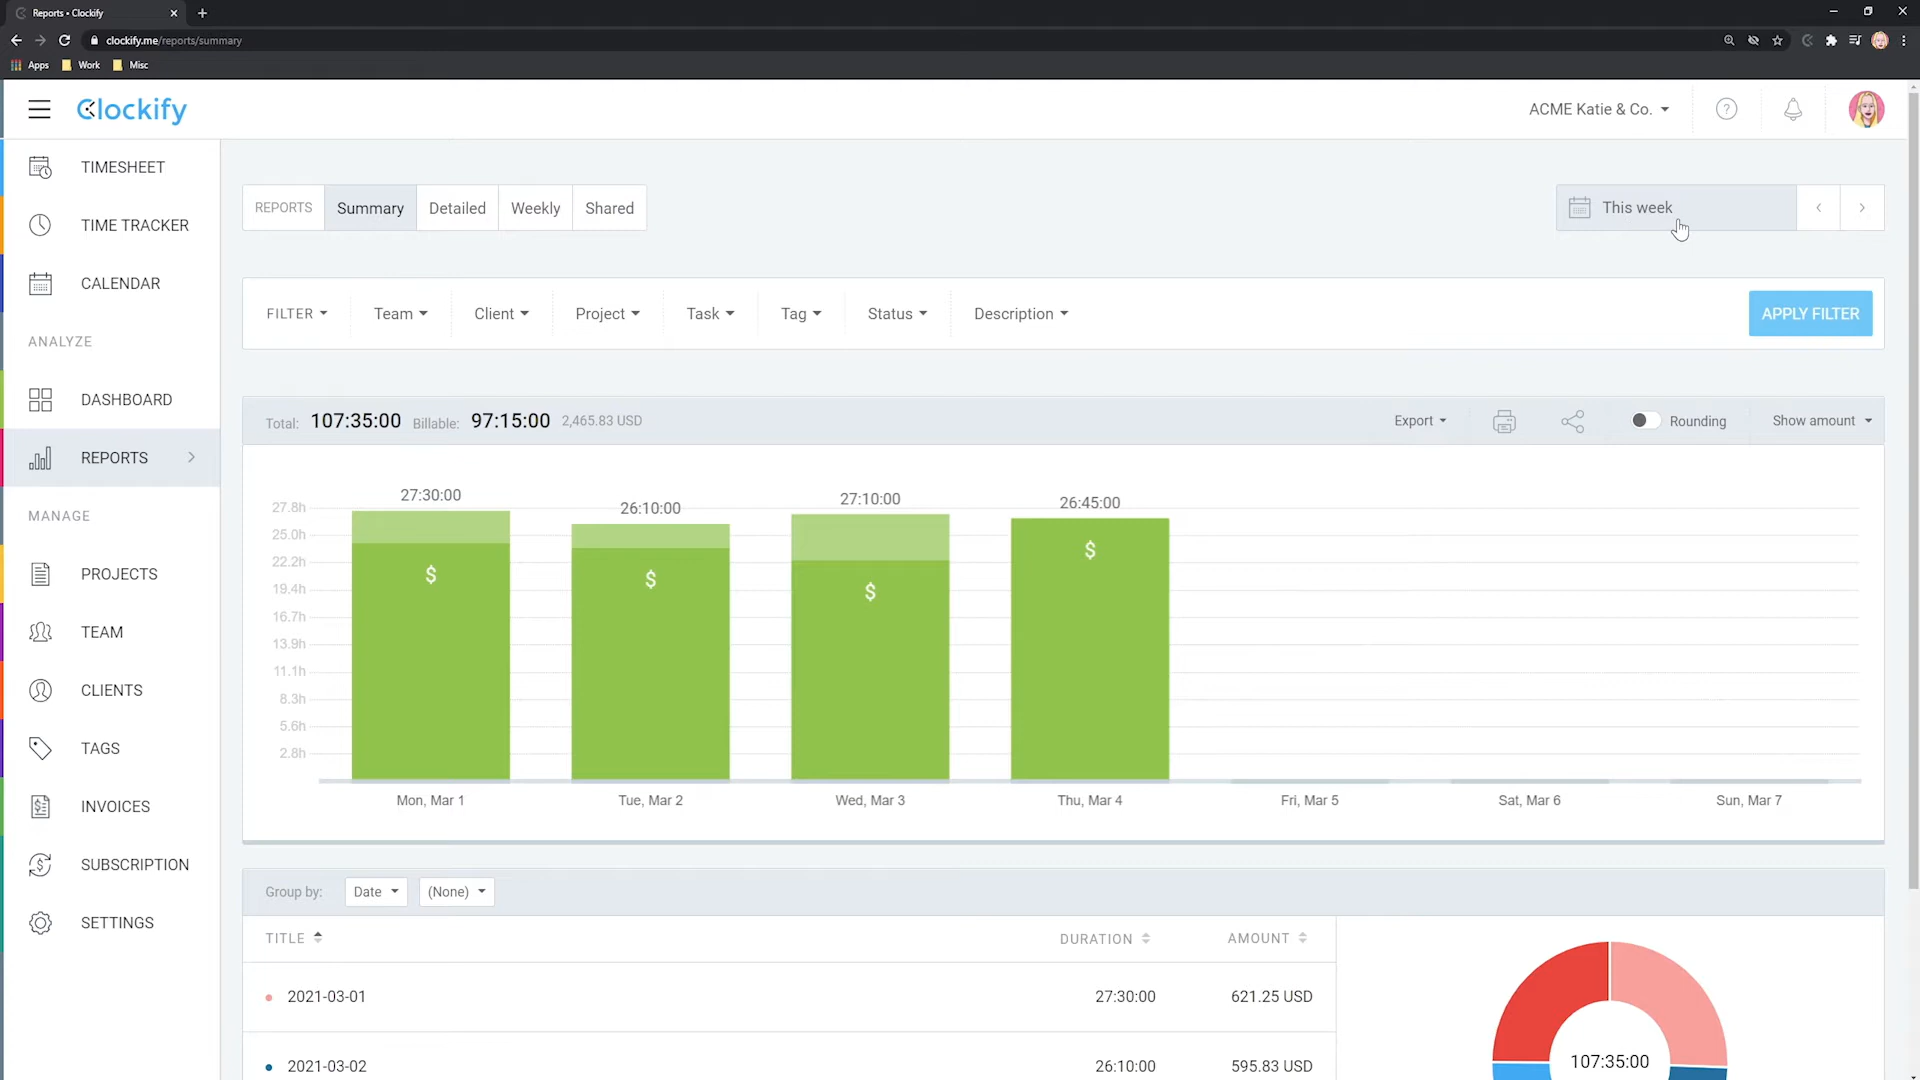 Reports • Clockify
clockify.me/reports/summary
Apps Work Misc
Clockify
ACME Katie & Co.
TIMESHEET
TIME TRACKER
CALENDAR
ANALYZE
DASHBOARD
REPORTS
MANAGE
PROJECTS
TEAM
CLIENTS
TAGS
INVOICES
SUBSCRIPTION
SETTINGS
REPORTS Summary Detailed Weekly Shared
This week
FILTER Team Client Project Task Tag Status Description
APPLY FILTER
Total: 107:35:00 Billable: 97:15:00 2,465.83 USD
Export Rounding Show amount
27:30:00 26:10:00 27:10:00 26:45:00
27.8h
25.0h
22.2h
19.4h
16.7h
13.9h
11.1h
8.3h
5.6h
2.8h
$ $ $ $
Mon, Mar 1 Tue, Mar 2 Wed, Mar 3 Thu, Mar 4 Fri, Mar 5 Sat, Mar 6 Sun, Mar 7
Group by: Date (None)
TITLE DURATION AMOUNT
2021-03-01 27:30:00 621.25 USD
2021-03-02 26:10:00 595.83 USD
107:35:00